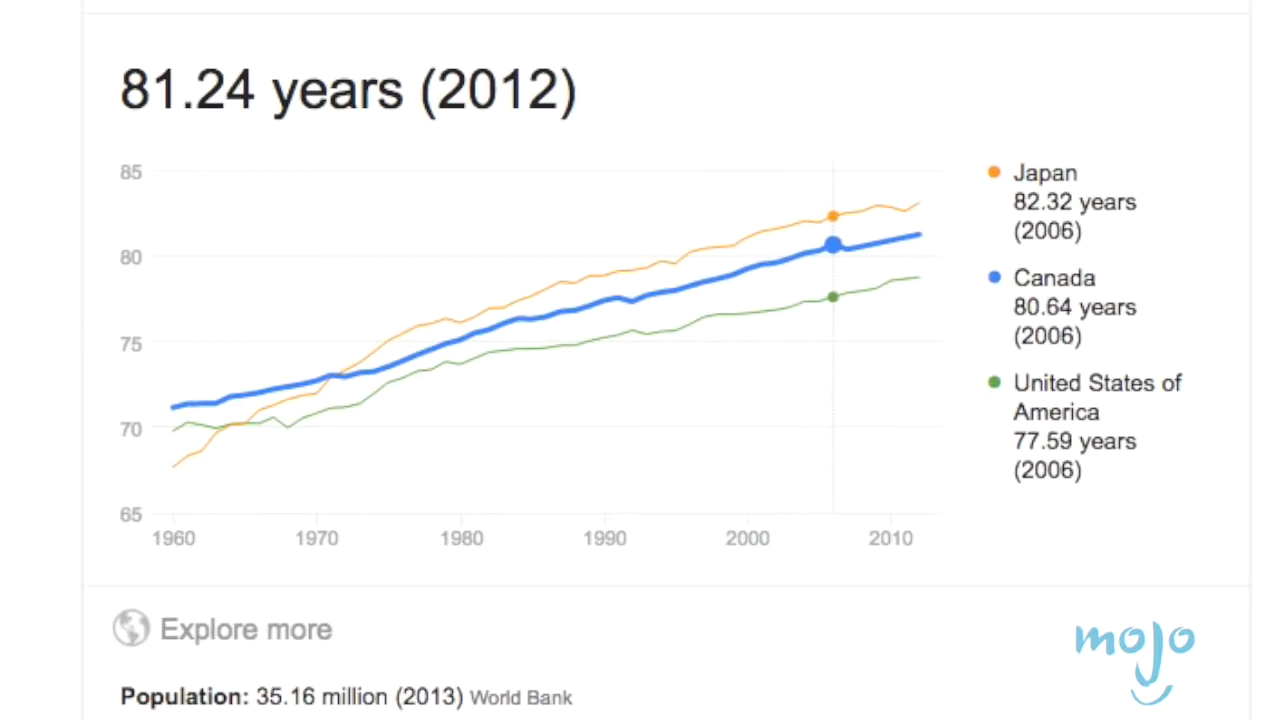 81.24 years (2012)
85
80
75
70
65
1960 1970 1980 1990 2000 2010
Japan
82.32 years
(2006)
Canada
80.64 years
(2006)
United States of
America
77.59 years
(2006)
Explore more
mojo
Population: 35.16 million (2013) World Bank